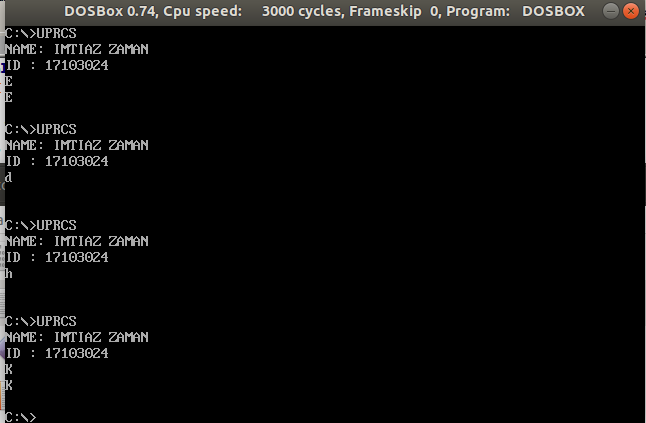 DOSBox 0.74, Cpu speed: 3000 cycles, Frameskip 0, Program: DOSBOX
C:\>UPRCS
NAME: IMTIAZ ZAMAN
ID : 17103024
E
E
C:\>UPRCS
NAME: IMTIAZ ZAMAN
ID : 17103024
d
C:\>UPRCS
NAME: IMTIAZ ZAMAN
ID : 17103024
h
C:\>UPRCS
NAME: IMTIAZ ZAMAN
ID : 17103024
K
K
C:\>